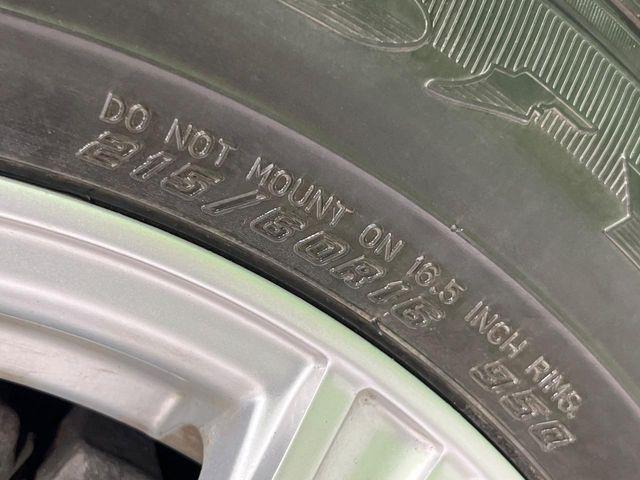 DO NOT MOUNT ON 16.5 INCH RIMS.
215/60R16 95Q